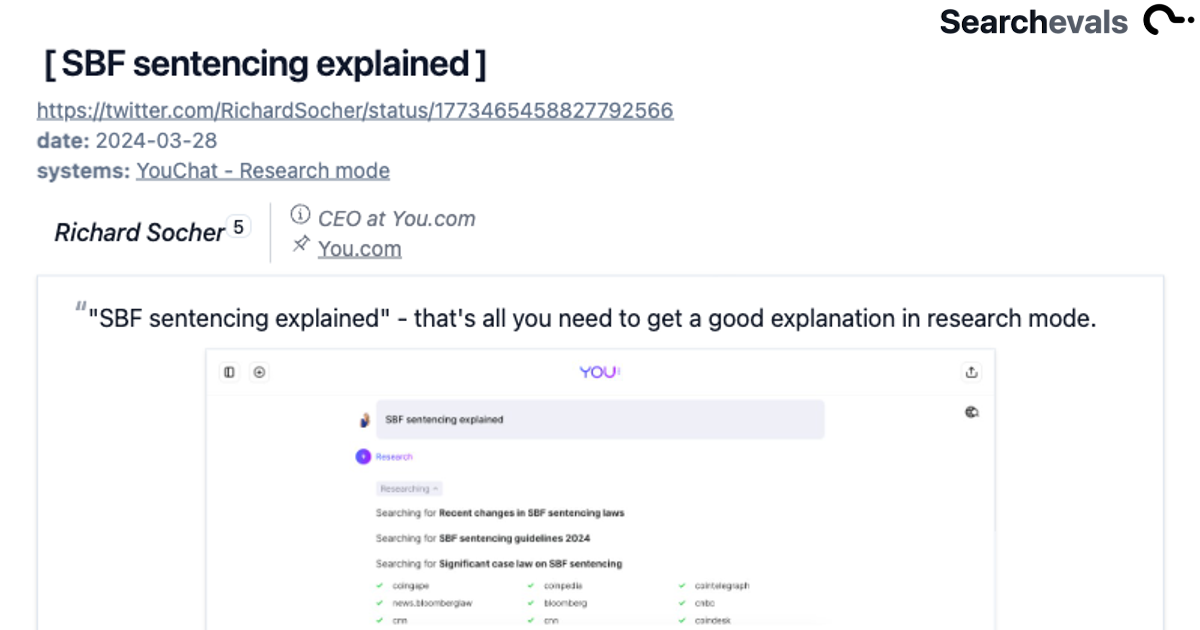 Searchevals
[ SBF sentencing explained ]
https://twitter.com/RichardSocher/status/1773465458827792566
date: 2024-03-28
systems: YouChat - Research mode
Richard Socher 5
CEO at You.com
You.com
“"SBF sentencing explained" - that's all you need to get a good explanation in research mode.
YOU
SBF sentencing explained
Research
Researching
Searching for Recent changes in SBF sentencing laws
Searching for SBF sentencing guidelines 2024
Searching for Significant case law on SBF sentencing
coingape coinpedia cointelegraph
news.bloomberglaw bloomberg cnbc
cnn cnn coindesk